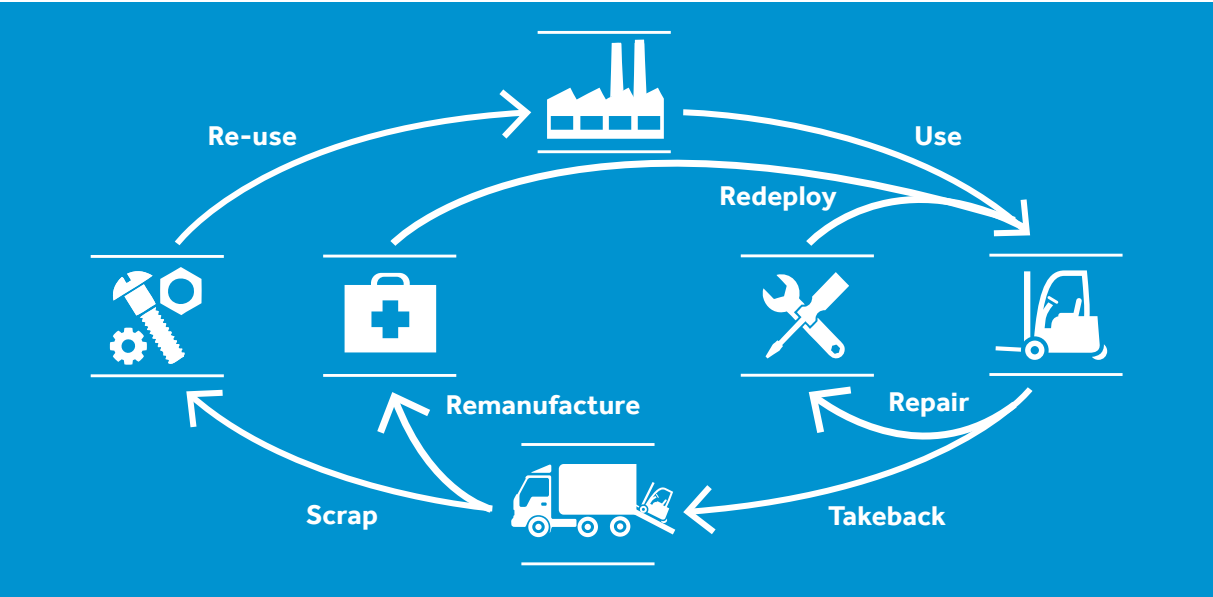 Re-use
Use
Redeploy
Repair
Remanufacture
Scrap
Takeback